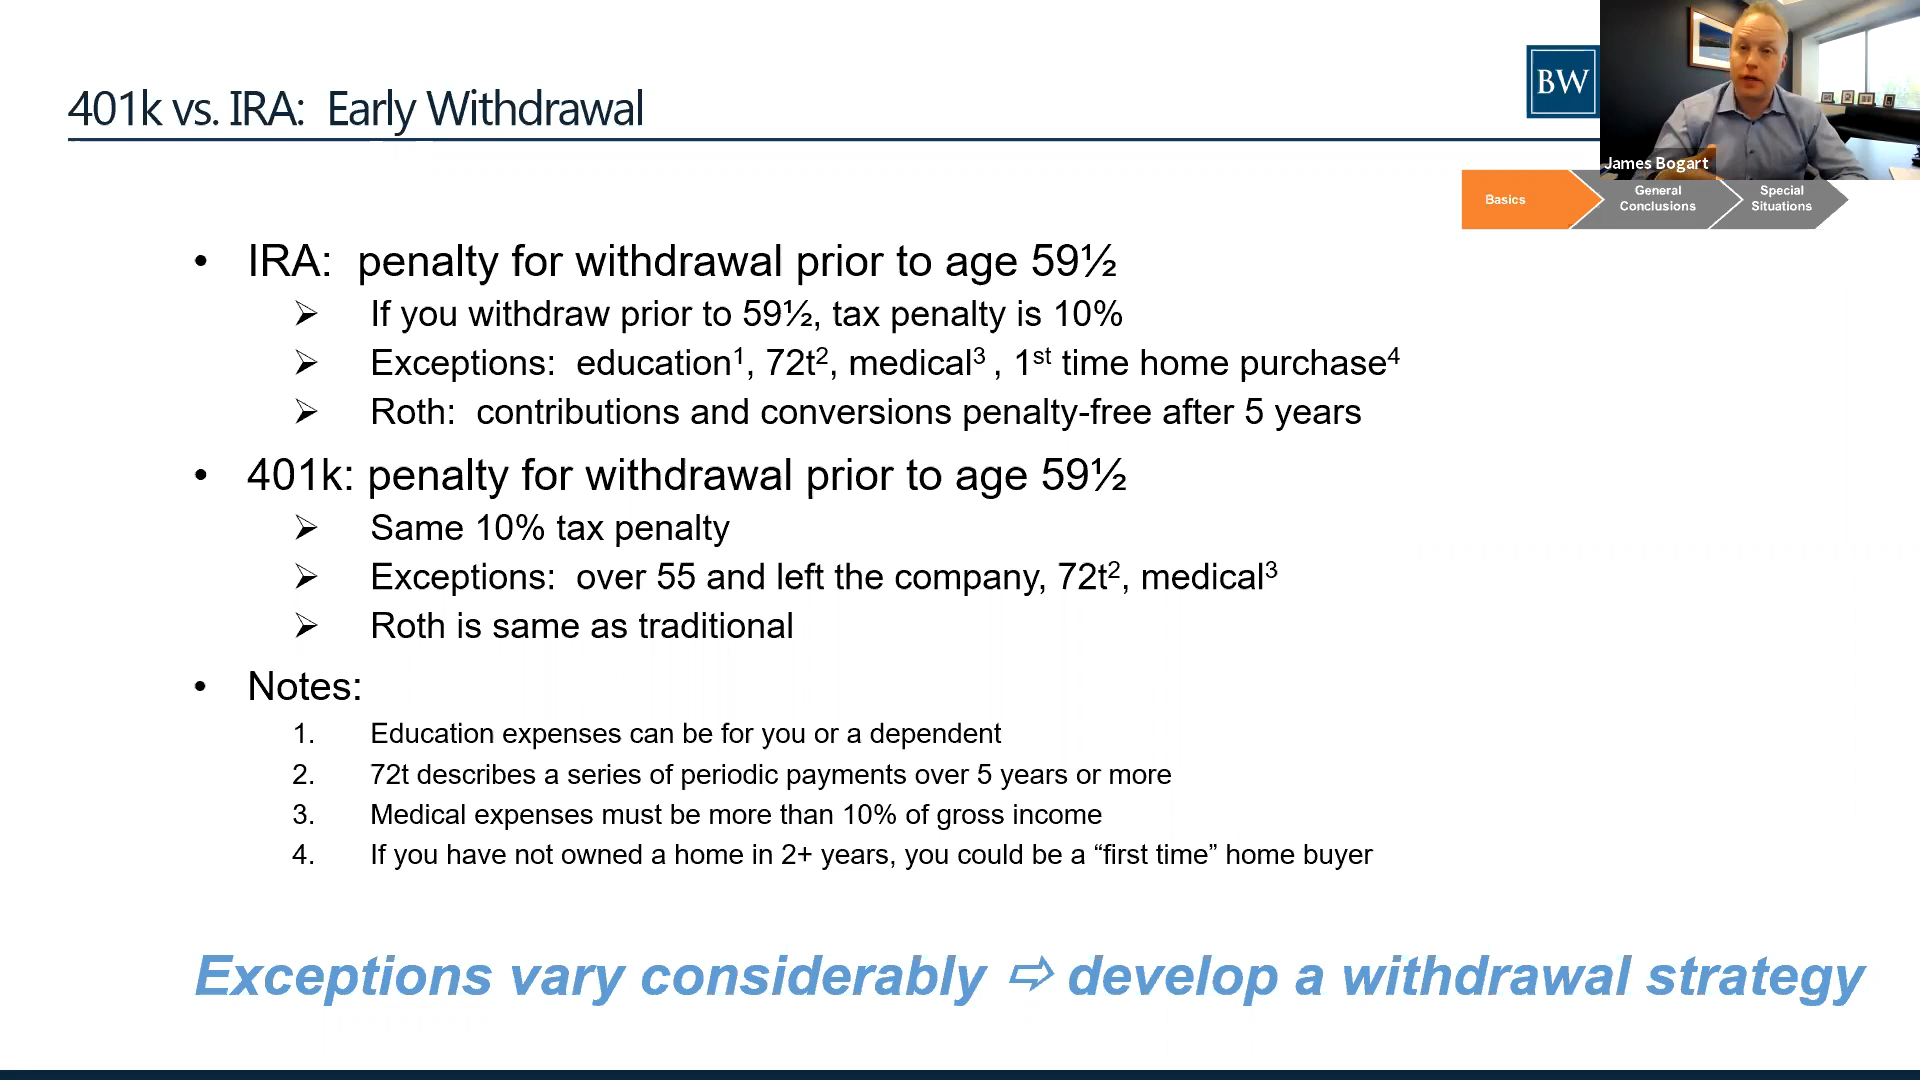 401k vs. IRA:  Early Withdrawal
BW
James Bogart
Basics
General
Conclusions
Special
Situations
• IRA:  penalty for withdrawal prior to age 59½
➢ If you withdraw prior to 59½, tax penalty is 10%
➢ Exceptions:  education¹, 72t², medical³ , 1ˢᵗ time home purchase⁴
➢ Roth:  contributions and conversions penalty-free after 5 years
• 401k: penalty for withdrawal prior to age 59½
➢ Same 10% tax penalty
➢ Exceptions:  over 55 and left the company, 72t², medical³
➢ Roth is same as traditional
• Notes:
1. Education expenses can be for you or a dependent
2. 72t describes a series of periodic payments over 5 years or more
3. Medical expenses must be more than 10% of gross income
4. If you have not owned a home in 2+ years, you could be a “first time” home buyer
Exceptions vary considerably ⇨ develop a withdrawal strategy